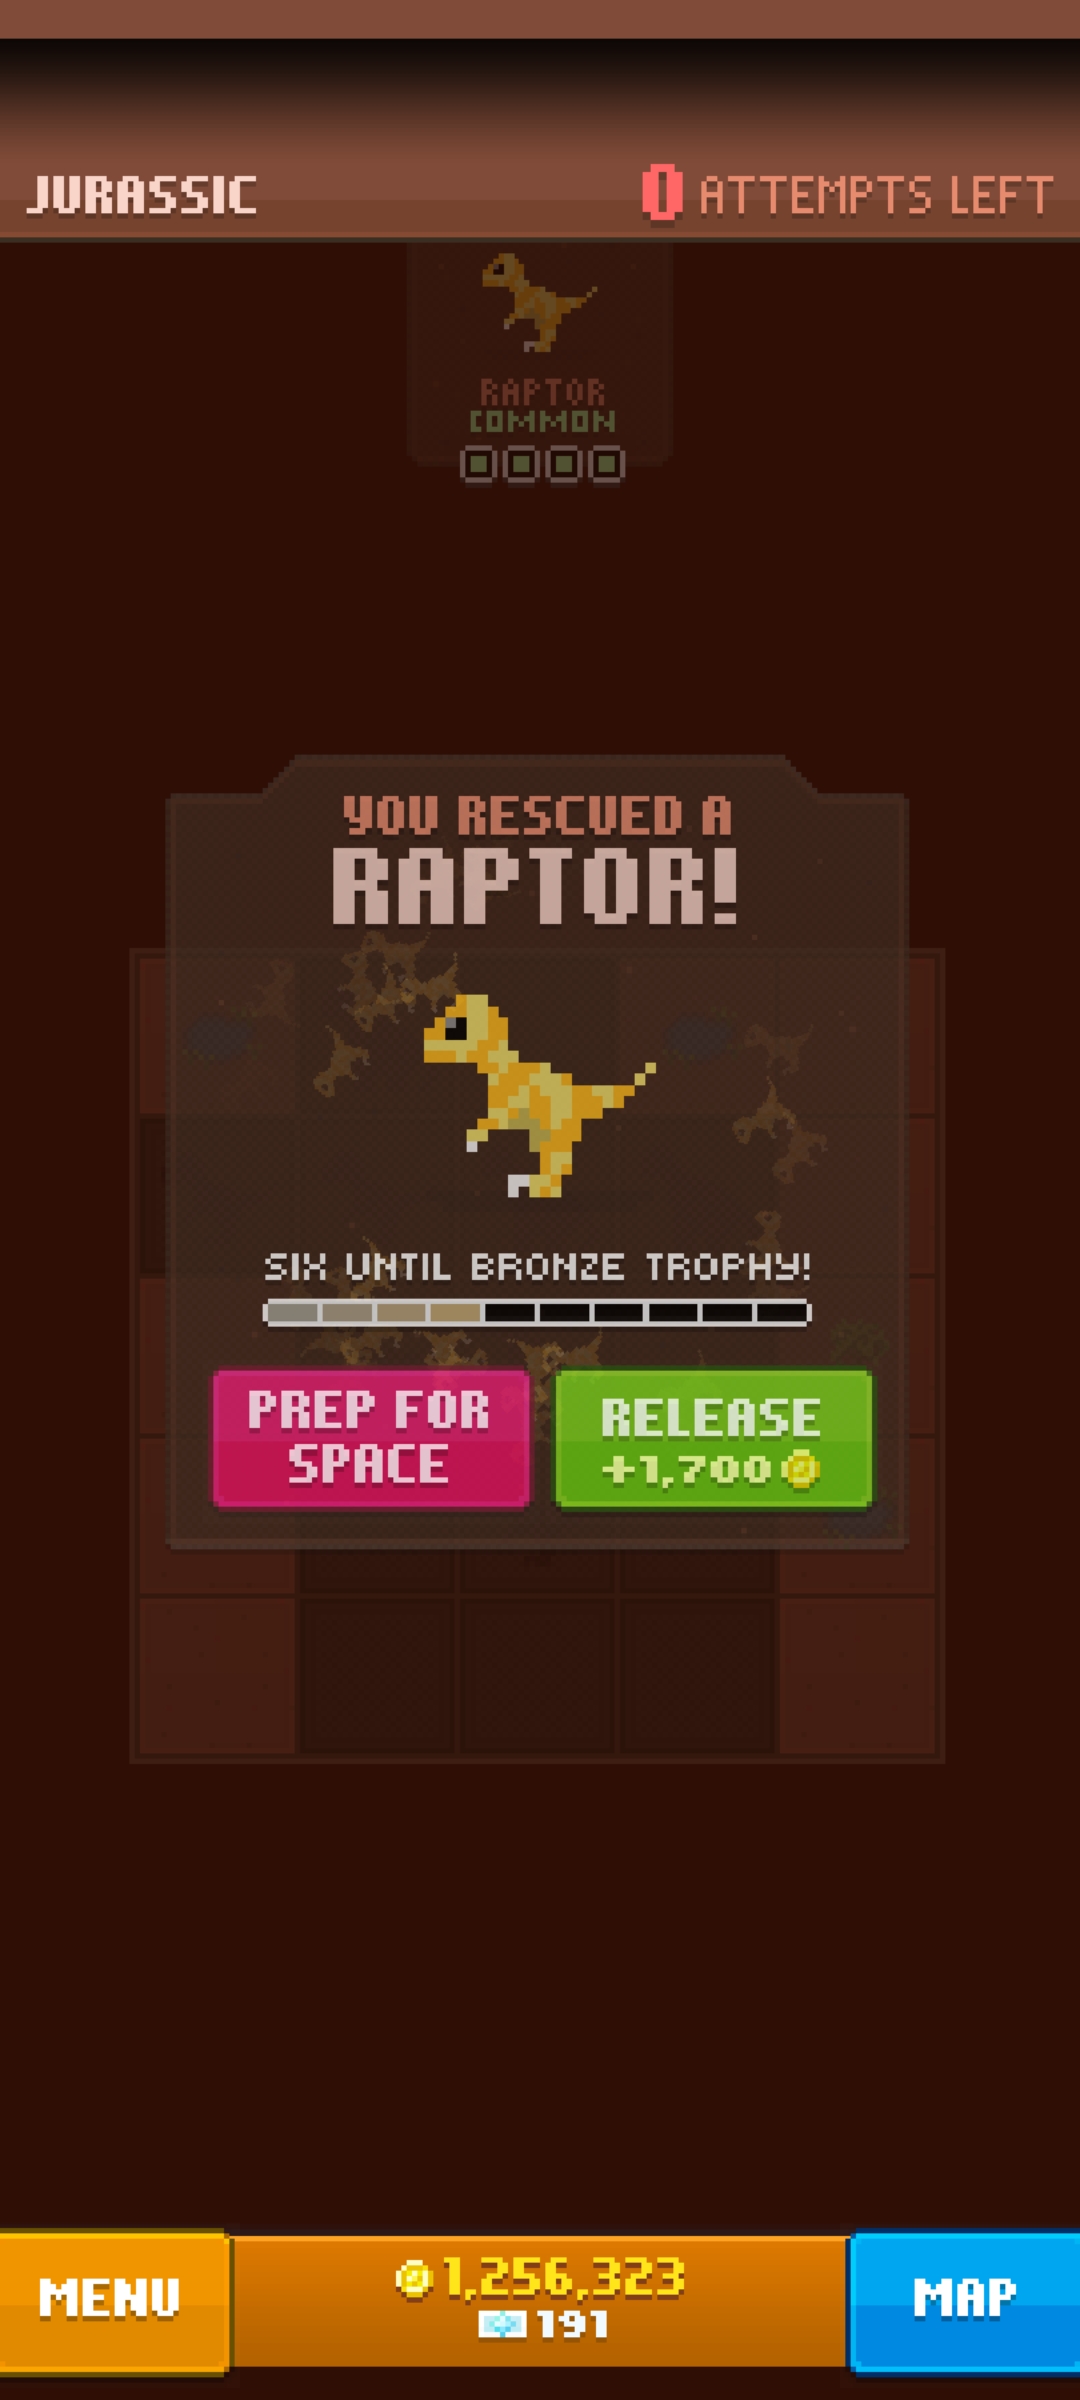 JURASSIC
0 ATTEMPTS LEFT
RAPTOR
COMMON
YOU RESCUED A
RAPTOR!
SIX UNTIL BRONZE TROPHY!
PREP FOR
SPACE
RELEASE
+1,700
MENU
1,256,323
191
MAP